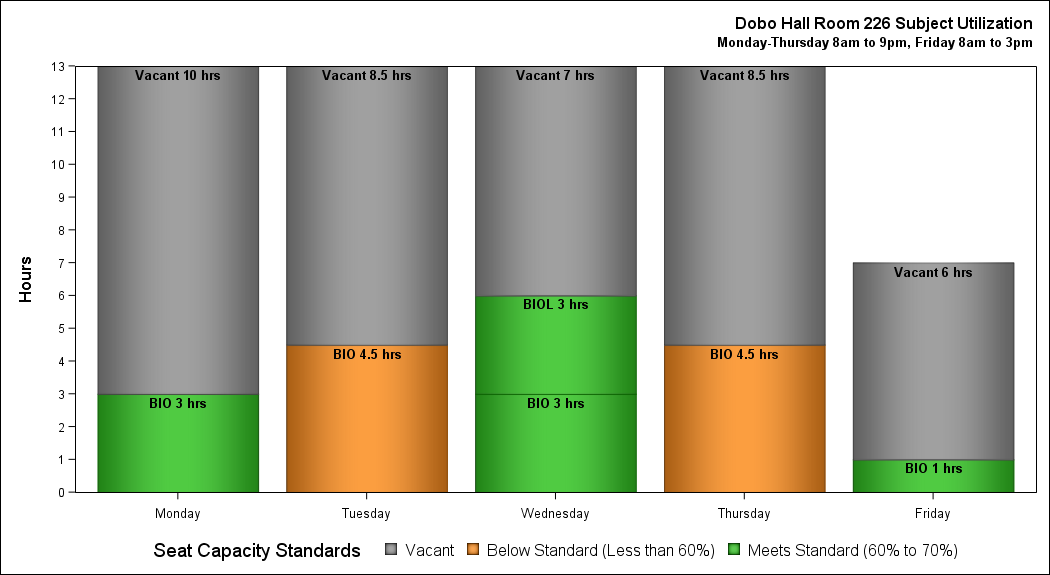 Dobo Hall Room 226 Subject Utilization
Monday-Thursday 8am to 9pm, Friday 8am to 3pm
Hours
13
12
11
10
9
8
7
6
5
4
3
2
1
0
Vacant 10 hrs
BIO 3 hrs
Vacant 8.5 hrs
BIO 4.5 hrs
Vacant 7 hrs
BIOL 3 hrs
BIO 3 hrs
Vacant 8.5 hrs
BIO 4.5 hrs
Vacant 6 hrs
BIO 1 hrs
Monday Tuesday Wednesday Thursday Friday
Seat Capacity Standards Vacant Below Standard (Less than 60%) Meets Standard (60% to 70%)